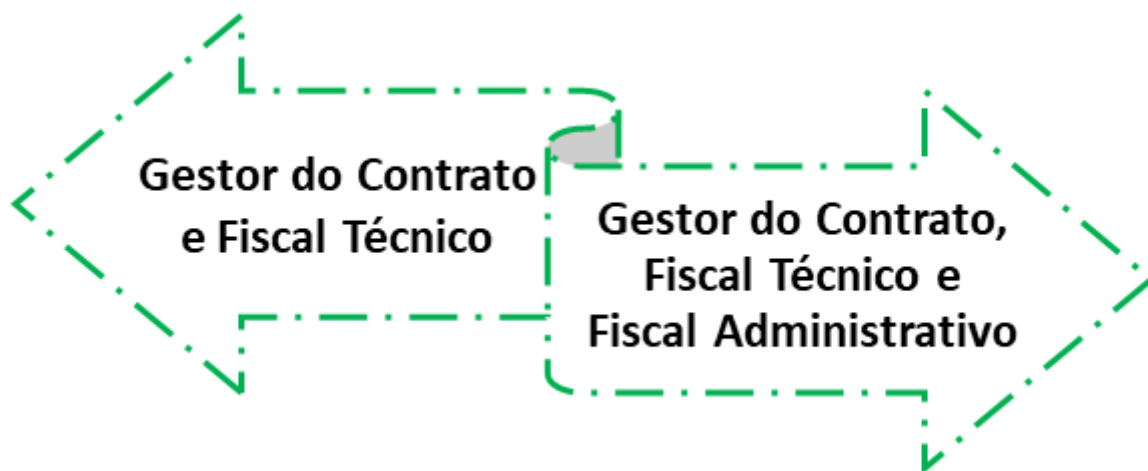 Gestor do Contrato
e Fiscal Técnico
Gestor do Contrato,
Fiscal Técnico e
Fiscal Administrativo